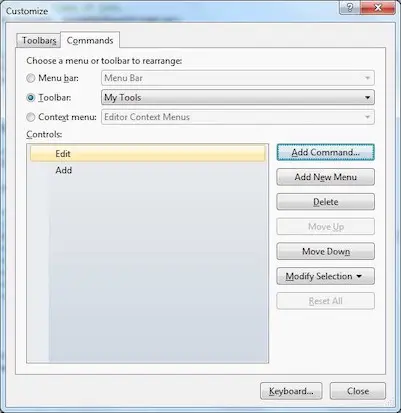 Customize
Toolbars Commands
Choose a menu or toolbar to rearrange:
Menu bar: Menu Bar
Toolbar: My Tools
Context menu: Editor Context Menus
Controls:
Edit
Add
Add Command...
Add New Menu
Delete
Move Up
Move Down
Modify Selection
Reset All
Keyboard... Close